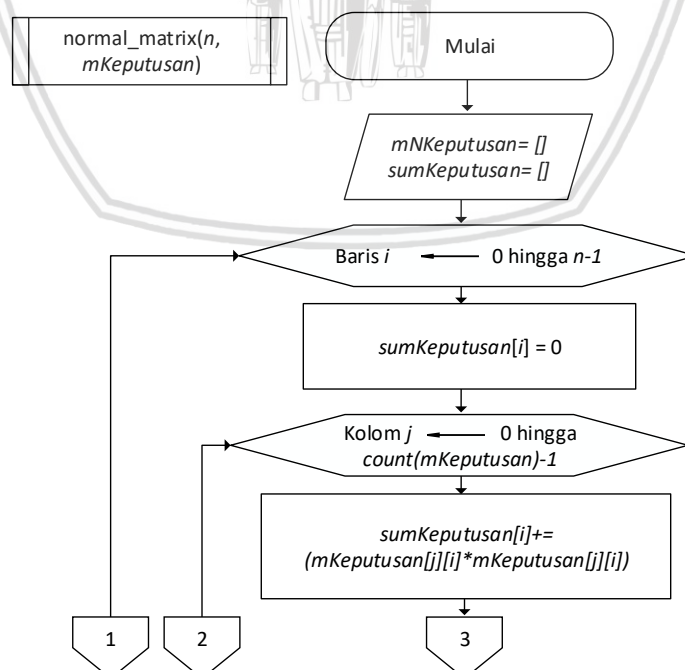 normal_matrix(n,
mKeputusan)
Mulai
mNKeputusan= []
sumKeputusan= []
Baris i 0 hingga n-1
sumKeputusan[i] = 0
Kolom j 0 hingga
count(mKeputusan)-1
sumKeputusan[i]+=
(mKeputusan[j][i]*mKeputusan[j][i])
1
2
3